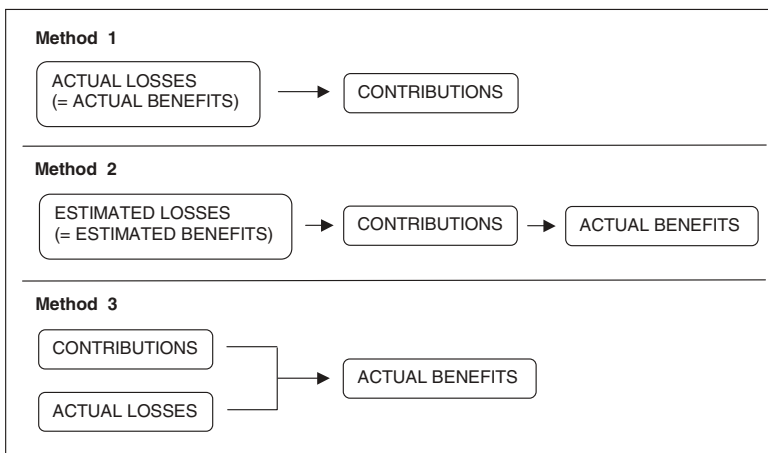 Method 1
ACTUAL LOSSES
(= ACTUAL BENEFITS)
CONTRIBUTIONS
Method 2
ESTIMATED LOSSES
(= ESTIMATED BENEFITS)
CONTRIBUTIONS
ACTUAL BENEFITS
Method 3
CONTRIBUTIONS
ACTUAL BENEFITS
ACTUAL LOSSES